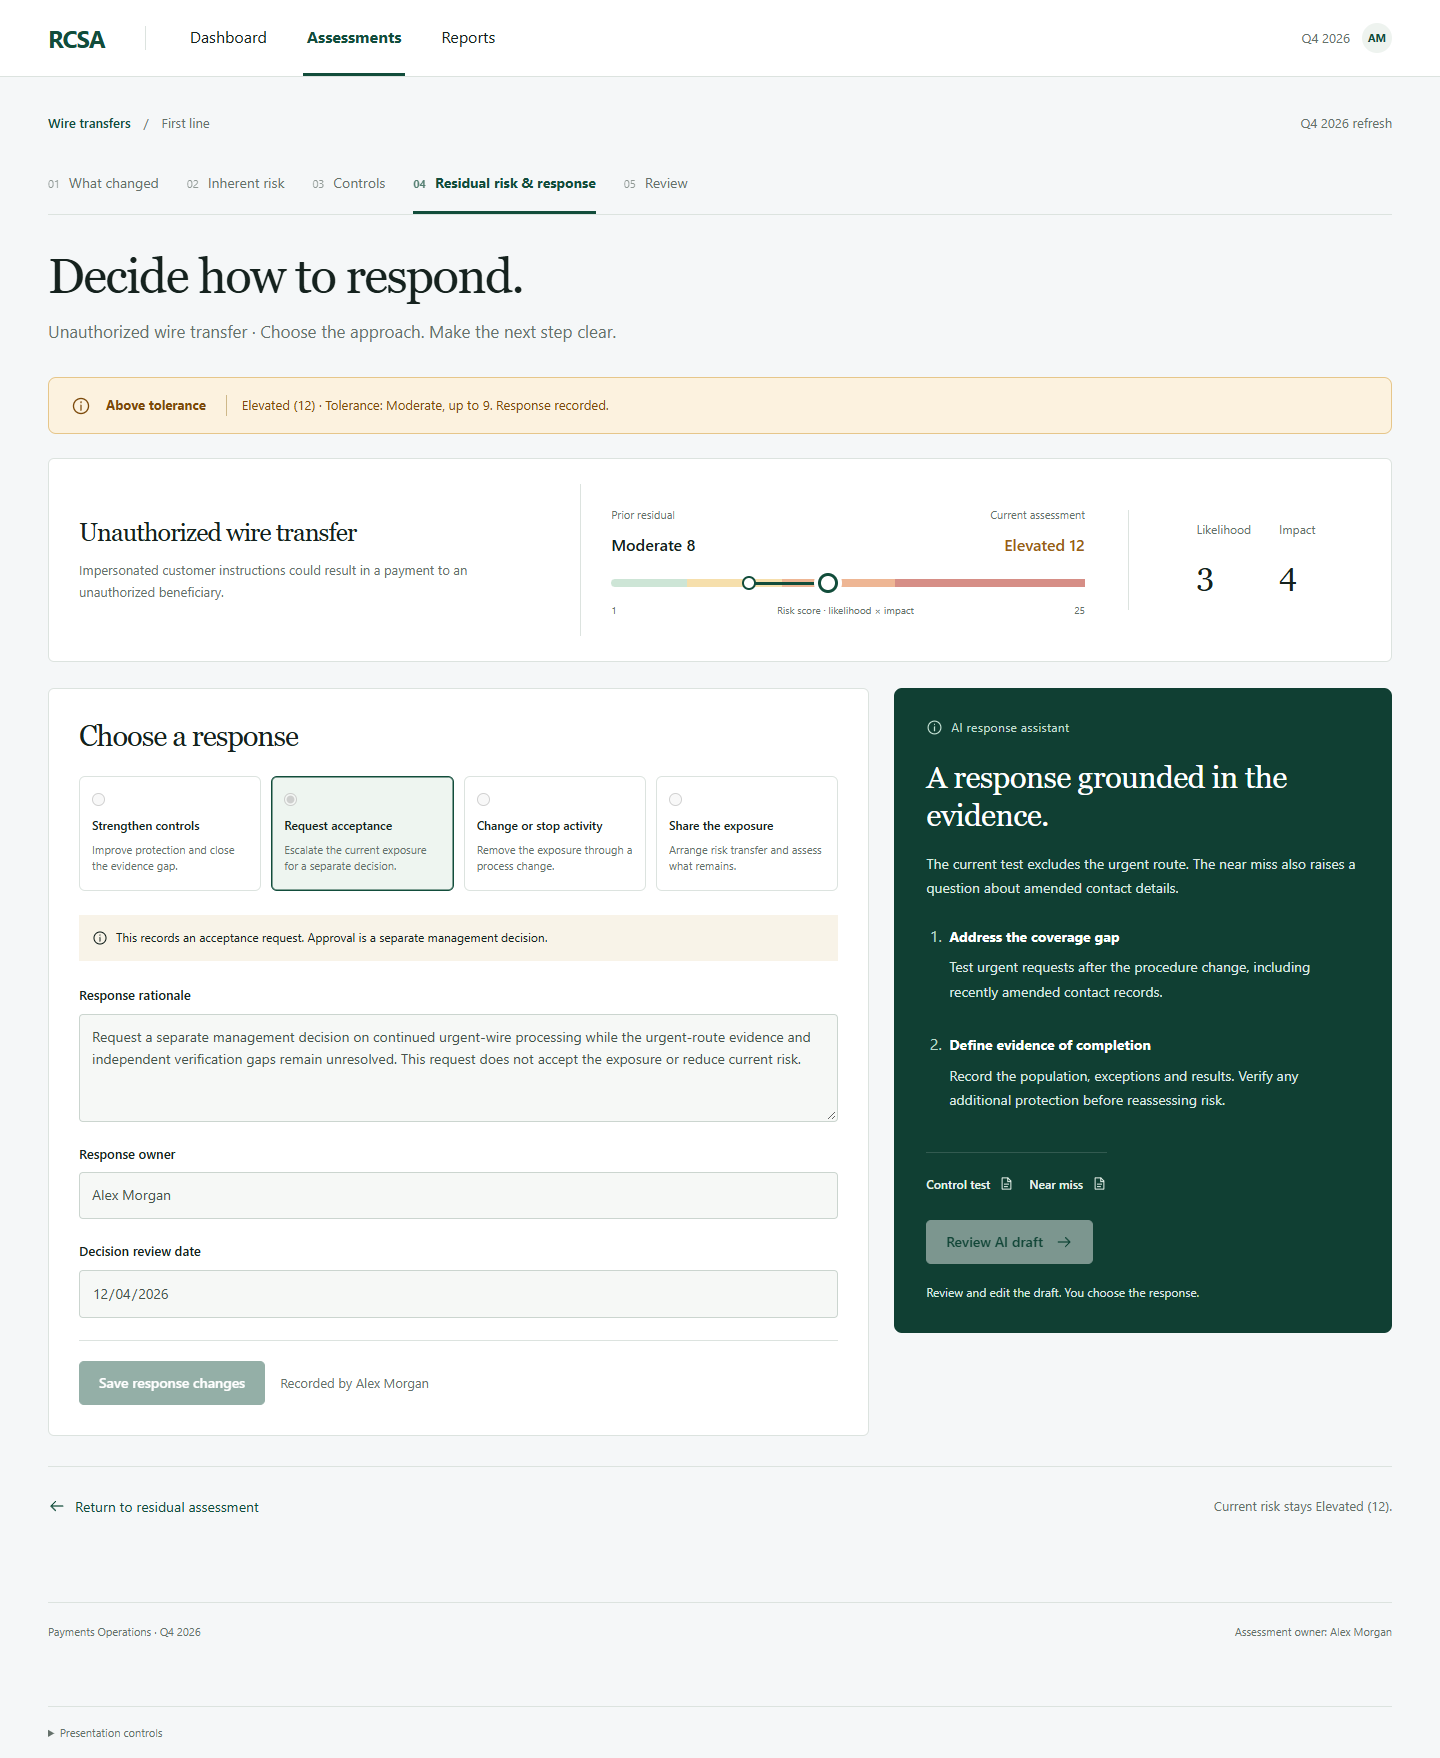 RCSA
Dashboard
Assessments
Reports
Q4 2026
AM
Wire transfers / First line
Q4 2026 refresh
01 What changed
02 Inherent risk
03 Controls
04 Residual risk & response
05 Review
Decide how to respond.
Unauthorized wire transfer · Choose the approach. Make the next step clear.
Above tolerance
Elevated (12) · Tolerance: Moderate, up to 9. Response recorded.
Unauthorized wire transfer
Impersonated customer instructions could result in a payment to an
unauthorized beneficiary.
Prior residual
Current assessment
Moderate 8
Elevated 12
1
Risk score · likelihood × impact
25
Likelihood
Impact
3
4
Choose a response
Strengthen controls
Improve protection and close
the evidence gap.
Request acceptance
Escalate the current exposure
for a separate decision.
Change or stop activity
Remove the exposure through a
process change.
Share the exposure
Arrange risk transfer and assess
what remains.
This records an acceptance request. Approval is a separate management decision.
Response rationale
Request a separate management decision on continued urgent-wire processing while the urgent-route evidence and
independent verification gaps remain unresolved. This request does not accept the exposure or reduce current risk.
Response owner
Alex Morgan
Decision review date
12/04/2026
Save response changes
Recorded by Alex Morgan
AI response assistant
A response grounded in the
evidence.
The current test excludes the urgent route. The near miss also raises a
question about amended contact details.
1. Address the coverage gap
Test urgent requests after the procedure change, including
recently amended contact records.
2. Define evidence of completion
Record the population, exceptions and results. Verify any
additional protection before reassessing risk.
Control test
Near miss
Review AI draft
Review and edit the draft. You choose the response.
Return to residual assessment
Current risk stays Elevated (12).
Payments Operations · Q4 2026
Assessment owner: Alex Morgan
Presentation controls